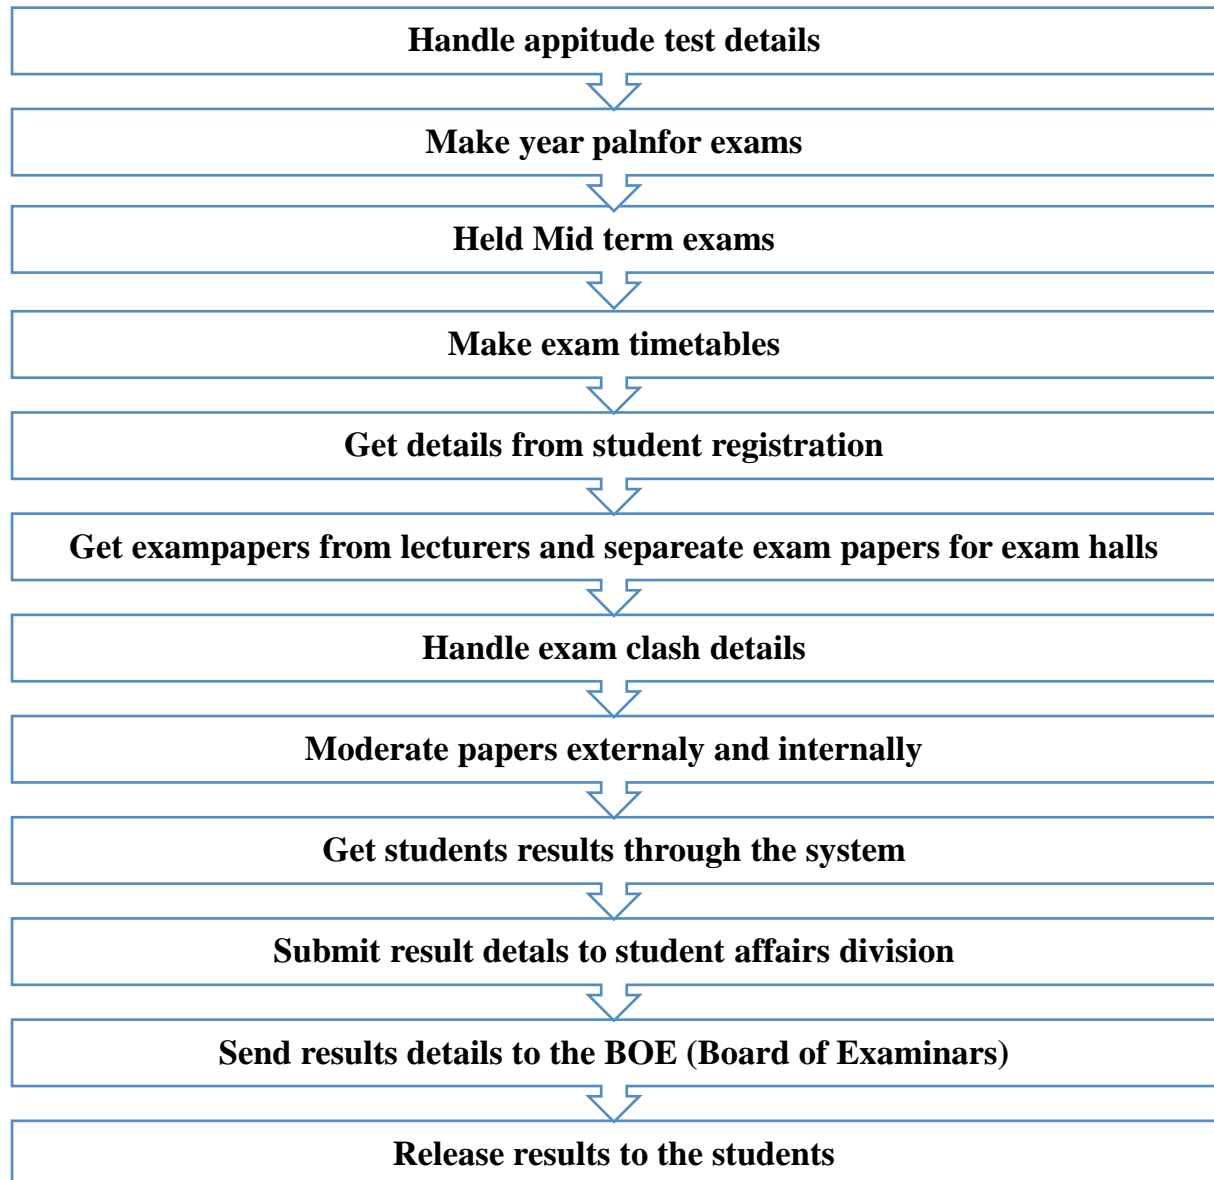 Handle appitude test details
Make year palnfor exams
Held Mid term exams
Make exam timetables
Get details from student registration
Get exampapers from lecturers and separeate exam papers for exam halls
Handle exam clash details
Moderate papers externaly and internally
Get students results through the system
Submit result detals to student affairs division
Send results details to the BOE (Board of Examinars)
Release results to the students